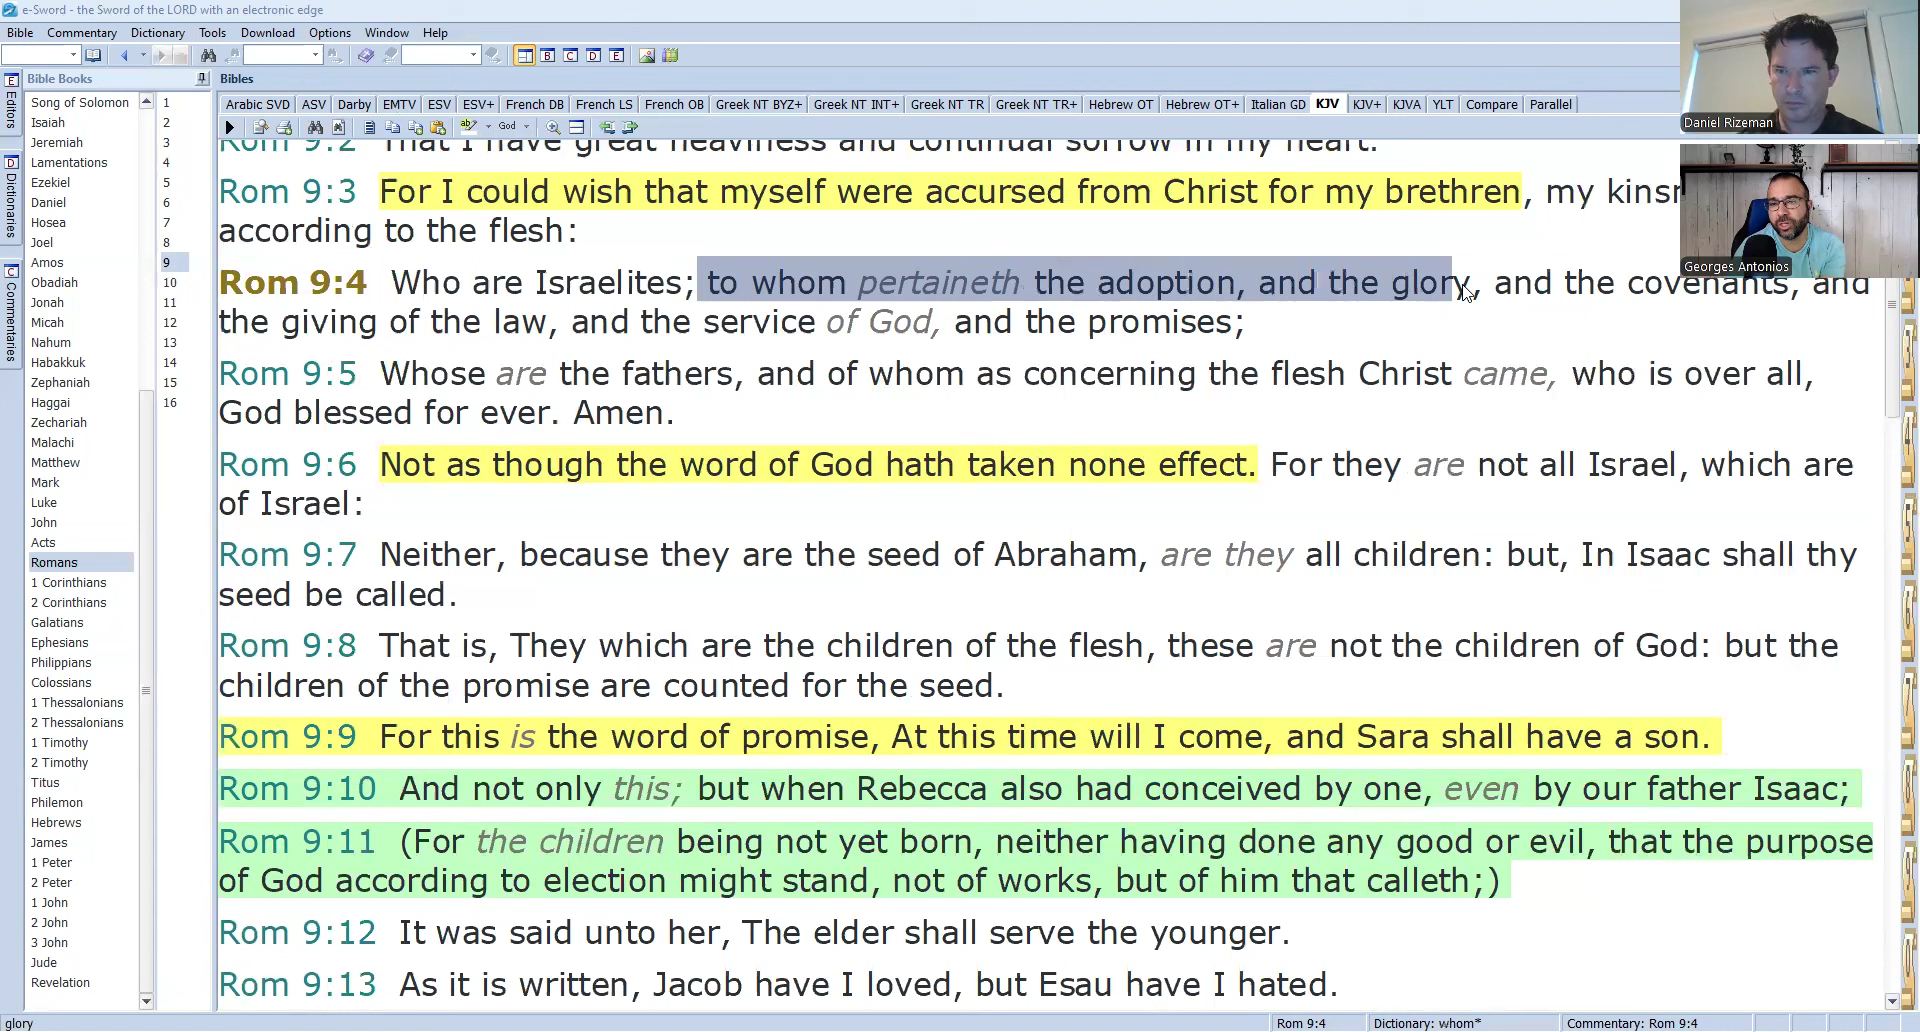 e-Sword - the Sword of the LORD with an electronic edge
Bible Commentary Dictionary Tools Download Options Window Help
Bible Books
Bibles
Editors
Dictionaries
Commentaries
Song of Solomon
Isaiah
Jeremiah
Lamentations
Ezekiel
Daniel
Hosea
Joel
Amos
Obadiah
Jonah
Micah
Nahum
Habakkuk
Zephaniah
Haggai
Zechariah
Malachi
Matthew
Mark
Luke
John
Acts
Romans
1 Corinthians
2 Corinthians
Galatians
Ephesians
Philippians
Colossians
1 Thessalonians
2 Thessalonians
1 Timothy
2 Timothy
Titus
Philemon
Hebrews
James
1 Peter
2 Peter
1 John
2 John
3 John
Jude
Revelation
1
2
3
4
5
6
7
8
9
10
11
12
13
14
15
16
Arabic SVD ASV Darby EMTV ESV ESV+ French DB French LS French OB Greek NT BYZ+ Greek NT INT+ Greek NT TR Greek NT TR+ Hebrew OT Hebrew OT+ Italian GD KJV KJV+ KJVA YLT Compare Parallel
God
Rom 9:2 That I have great heaviness and continual sorrow in my heart.
Rom 9:3 For I could wish that myself were accursed from Christ for my brethren, my
according to the flesh:
Rom 9:4 Who are Israelites; to whom pertaineth the adoption, and the glory, and the covenants, and
the giving of the law, and the service of God, and the promises;
Rom 9:5 Whose are the fathers, and of whom as concerning the flesh Christ came, who is over all,
God blessed for ever. Amen.
Rom 9:6 Not as though the word of God hath taken none effect. For they are not all Israel, which are
of Israel:
Rom 9:7 Neither, because they are the seed of Abraham, are they all children: but, In Isaac shall thy
seed be called.
Rom 9:8 That is, They which are the children of the flesh, these are not the children of God: but the
children of the promise are counted for the seed.
Rom 9:9 For this is the word of promise, At this time will I come, and Sara shall have a son.
Rom 9:10 And not only this; but when Rebecca also had conceived by one, even by our father Isaac;
Rom 9:11 (For the children being not yet born, neither having done any good or evil, that the purpose
of God according to election might stand, not of works, but of him that calleth;)
Rom 9:12 It was said unto her, The elder shall serve the younger.
Rom 9:13 As it is written, Jacob have I loved, but Esau have I hated.
Daniel Rizeman
Georges Antonios
glory
Rom 9:4
Dictionary: whom*
Commentary: Rom 9:4